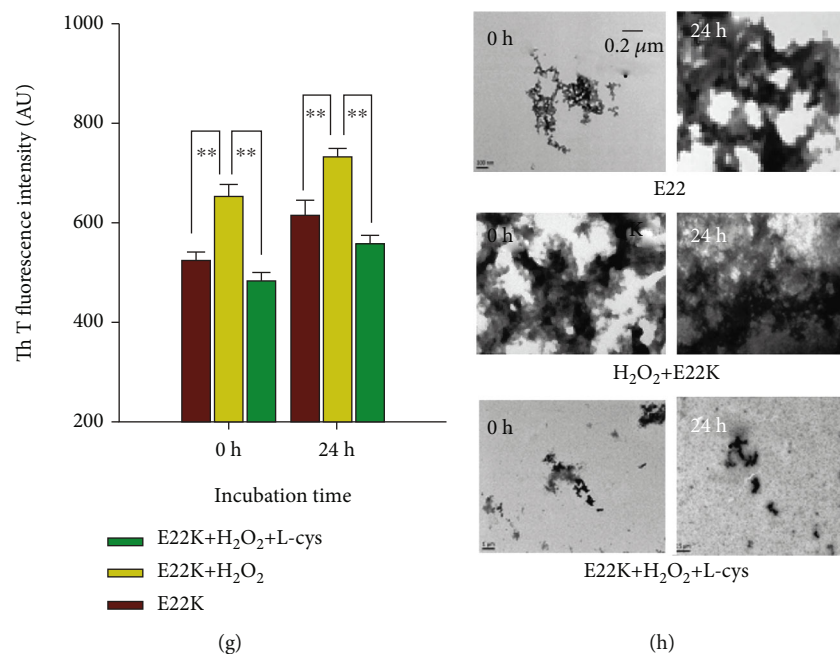 1000
800
600
400
200
Th T fluorescence intensity (AU)
** **
** **
0 h 24 h
Incubation time
E22K+H₂O₂+L-cys
E22K+H₂O₂
E22K
(g)
0 h
0.2 μm
24 h
E22
0 h
K
24 h
H₂O₂+E22K
0 h
24 h
E22K+H₂O₂+L-cys
(h)